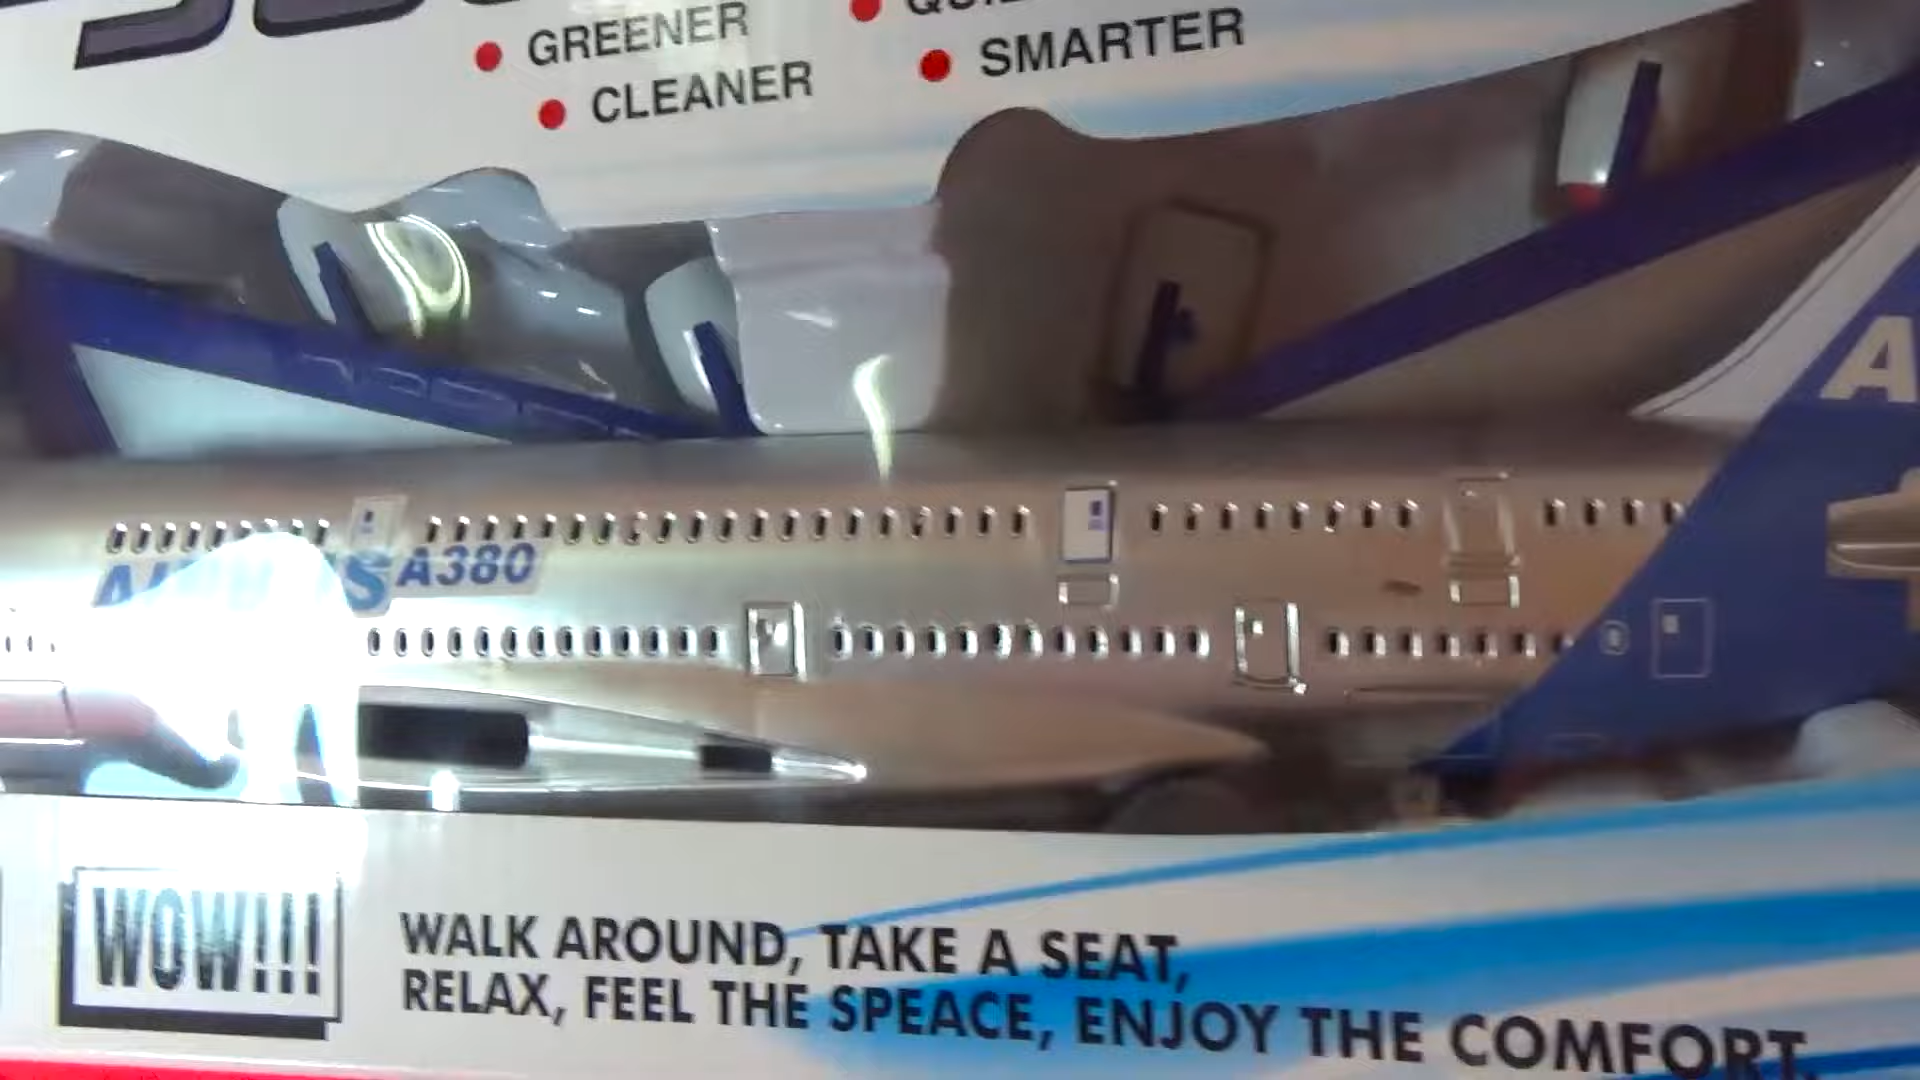 GREENER
CLEANER
SMARTER
A380
A
WOW!!!
WALK AROUND, TAKE A SEAT,
RELAX, FEEL THE SPEACE, ENJOY THE COMFORT.